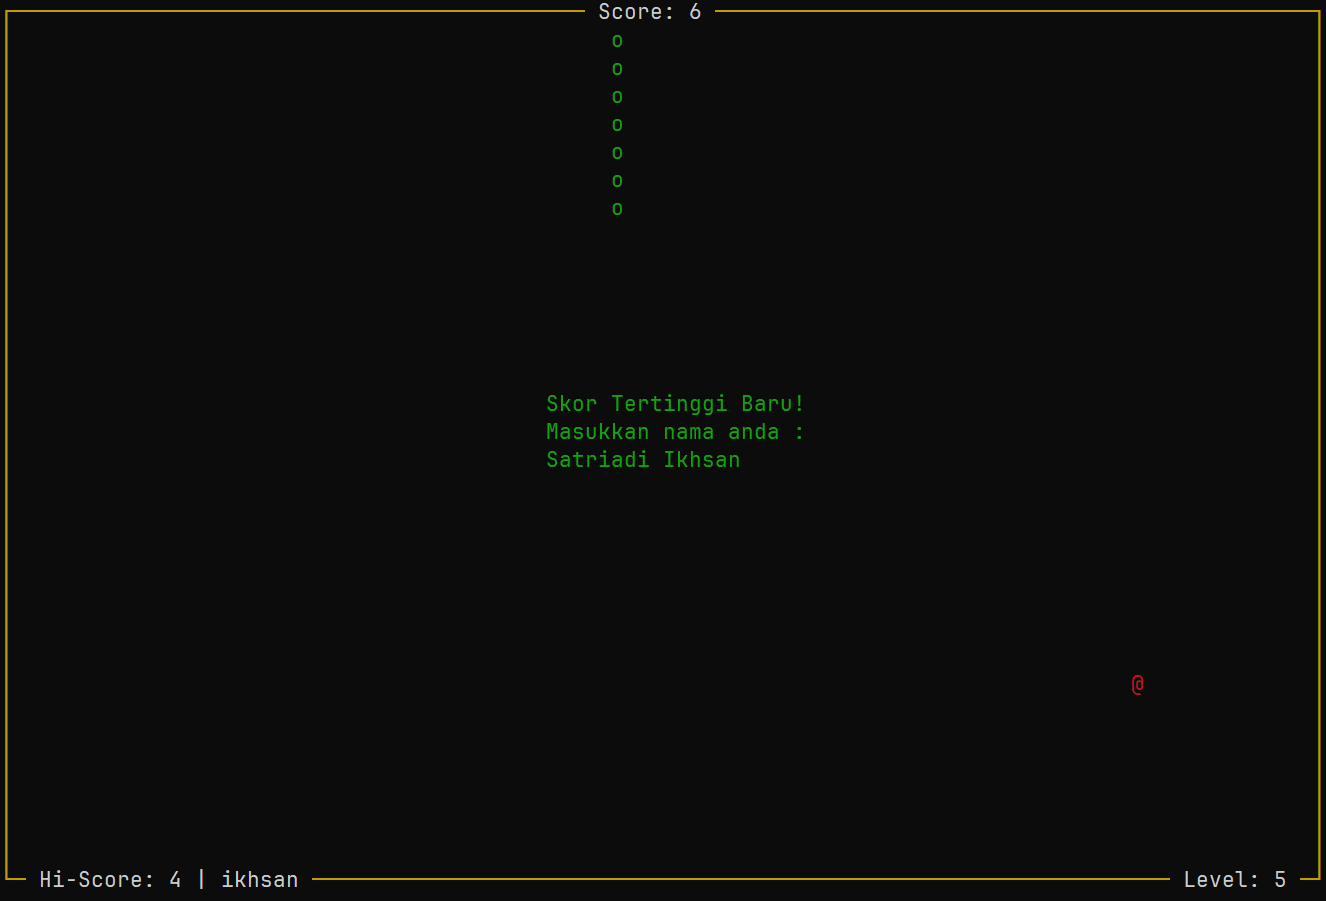 Score: 6
o
o
o
o
o
o
o
Skor Tertinggi Baru!
Masukkan nama anda :
Satriadi Ikhsan
@
Hi-Score: 4 | ikhsan
Level: 5